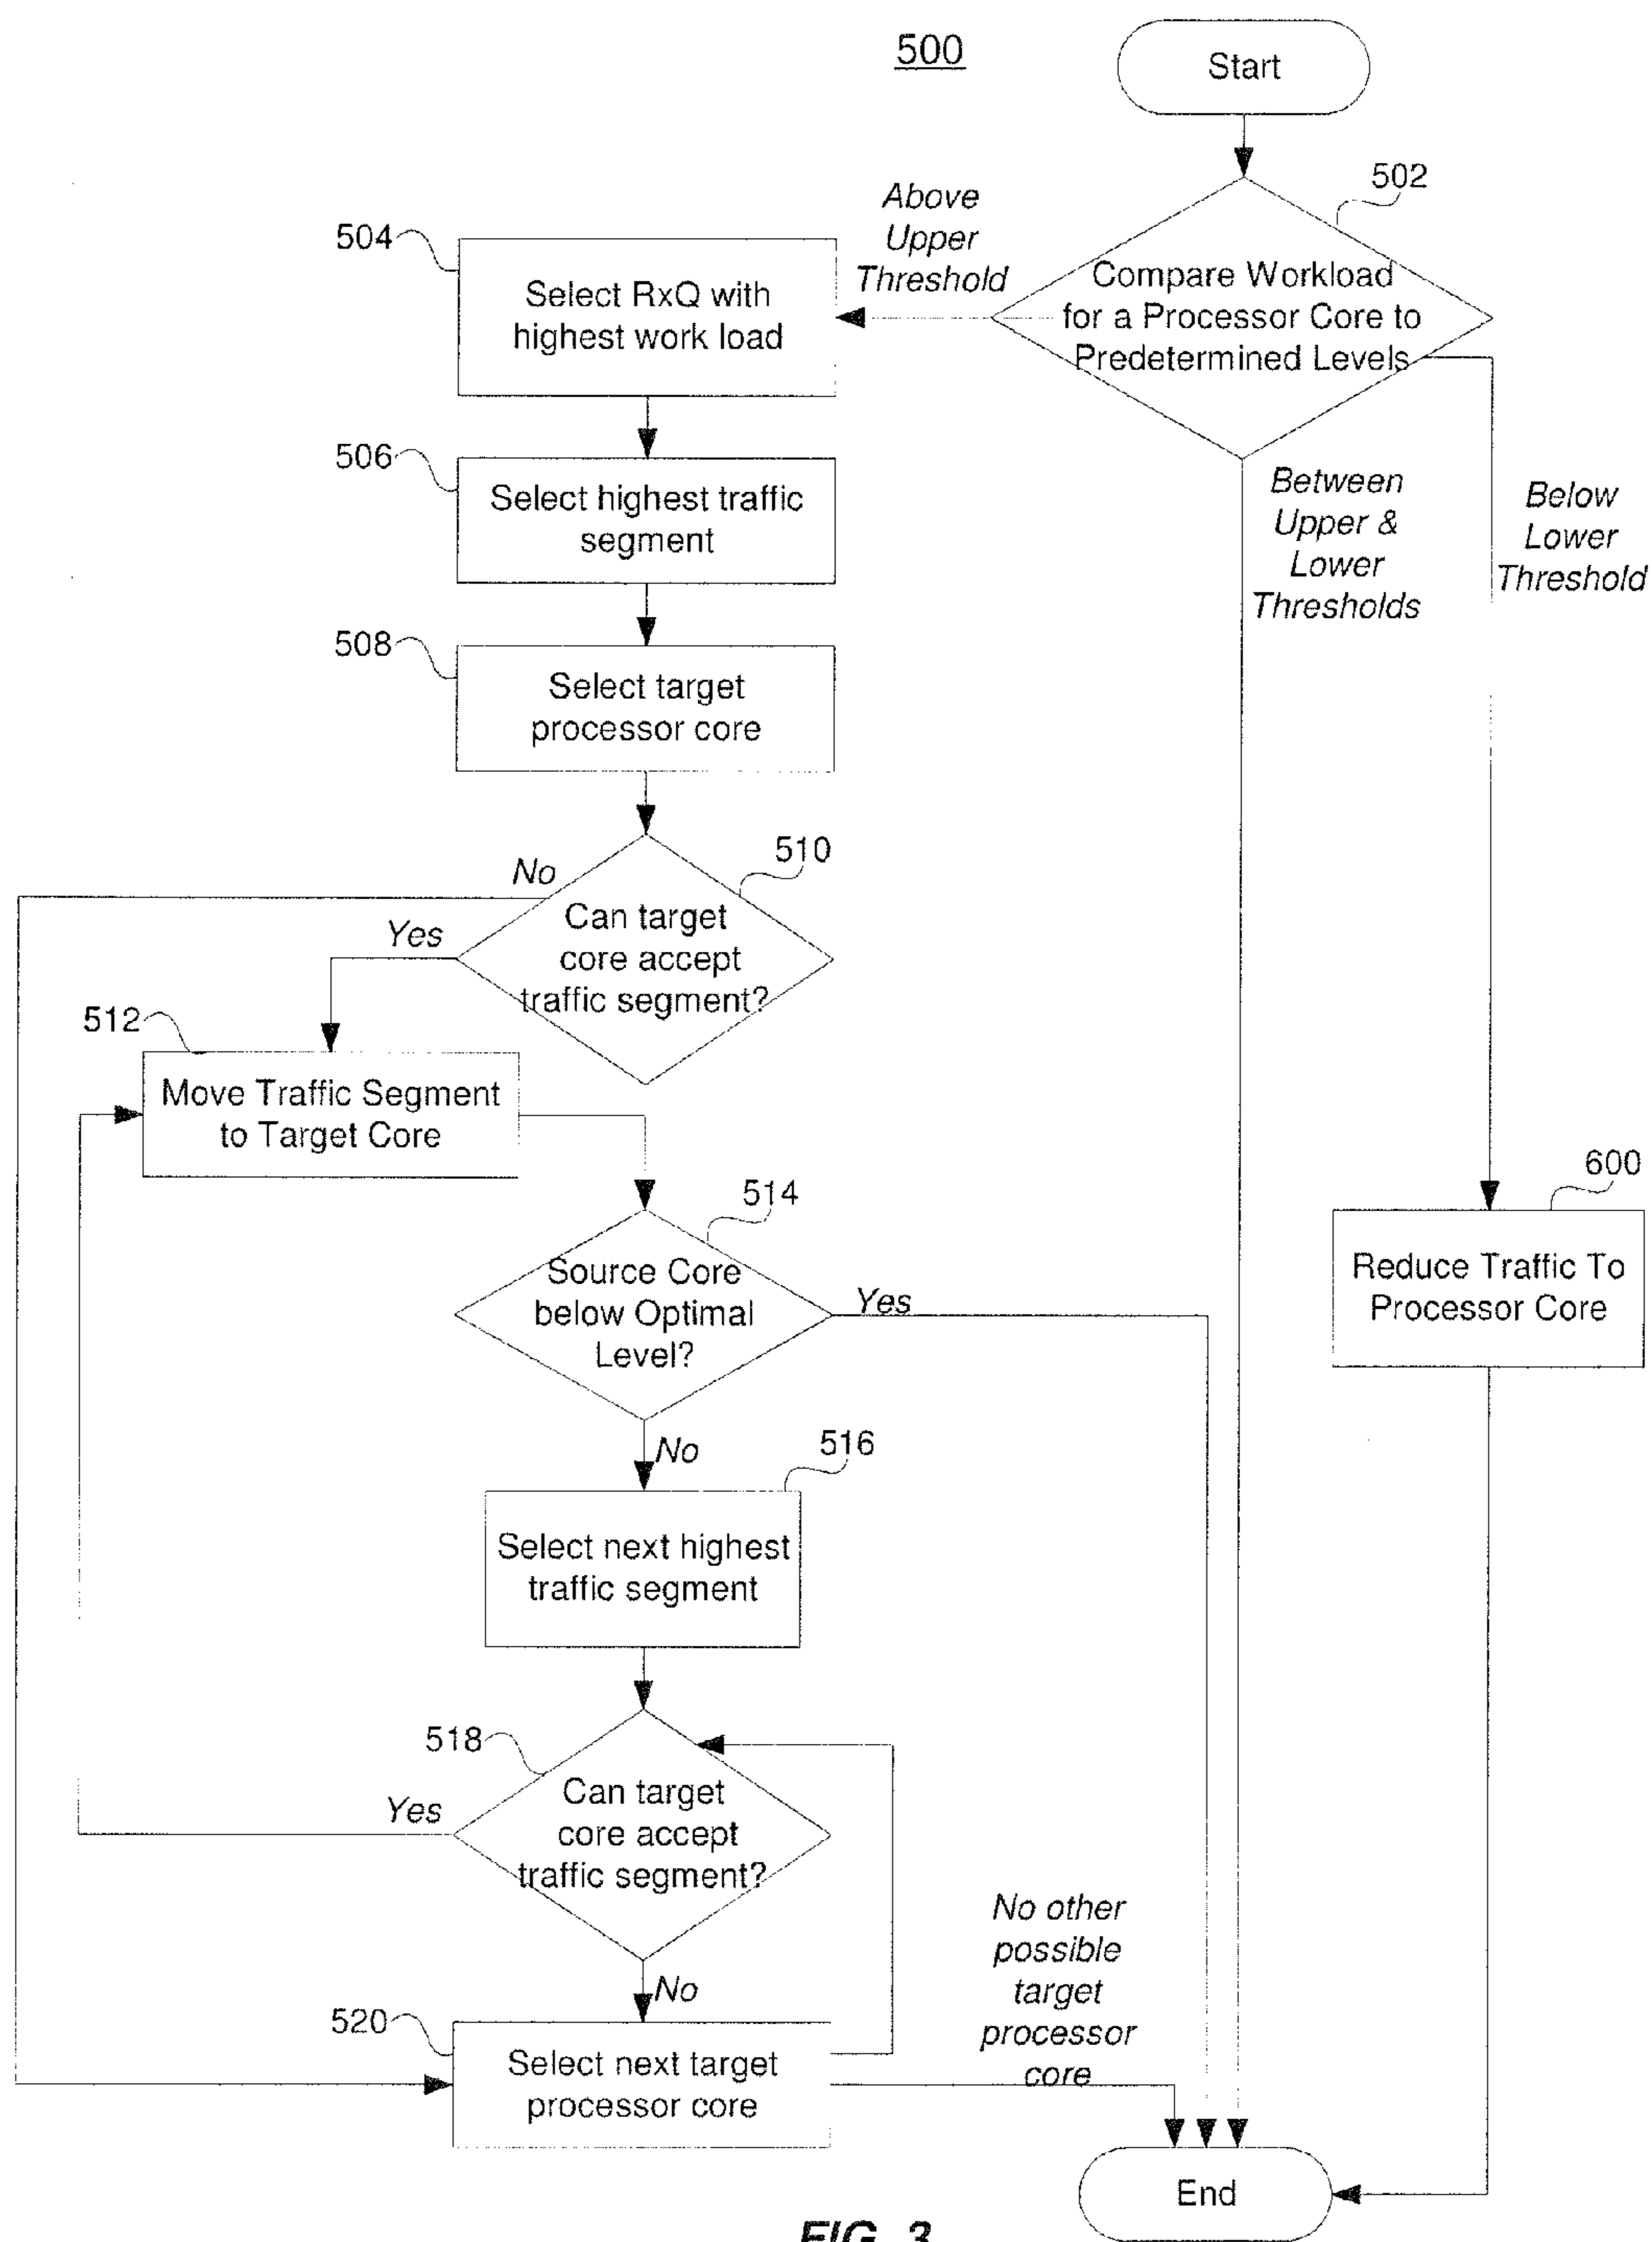 500
Start
502
Above
Upper
Threshold
Compare Workload
for a Processor Core to
Predetermined Levels
504
Select RxQ with
highest work load
Between
Upper &
Lower
Thresholds
Below
Lower
Threshold
506
Select highest traffic
segment
508
Select target
processor core
510
No
Yes
Can target
core accept
traffic segment?
512
Move Traffic Segment
to Target Core
514
Source Core
below Optimal
Level?
Yes
No
600
Reduce Traffic To
Processor Core
516
Select next highest
traffic segment
518
Yes
Can target
core accept
traffic segment?
No
520
Select next target
processor core
No other
possible
target
processor
core
End
FIG. 3